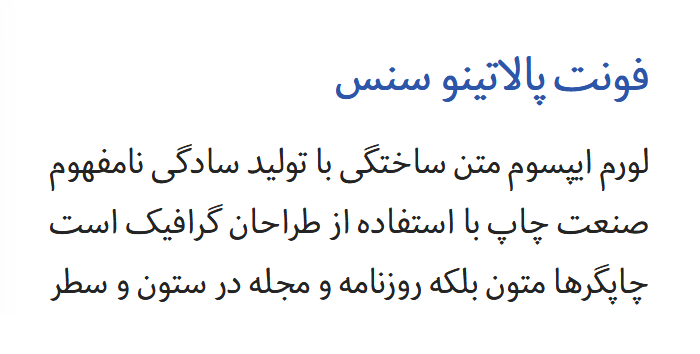 فونت پالاتینو سنس
لورم ایپسوم متن ساختگی با تولید سادگی نامفهوم
صنعت چاپ با استفاده از طراحان گرافیک است
چاپگرها متون بلکه روزنامه و مجله در ستون و سطر